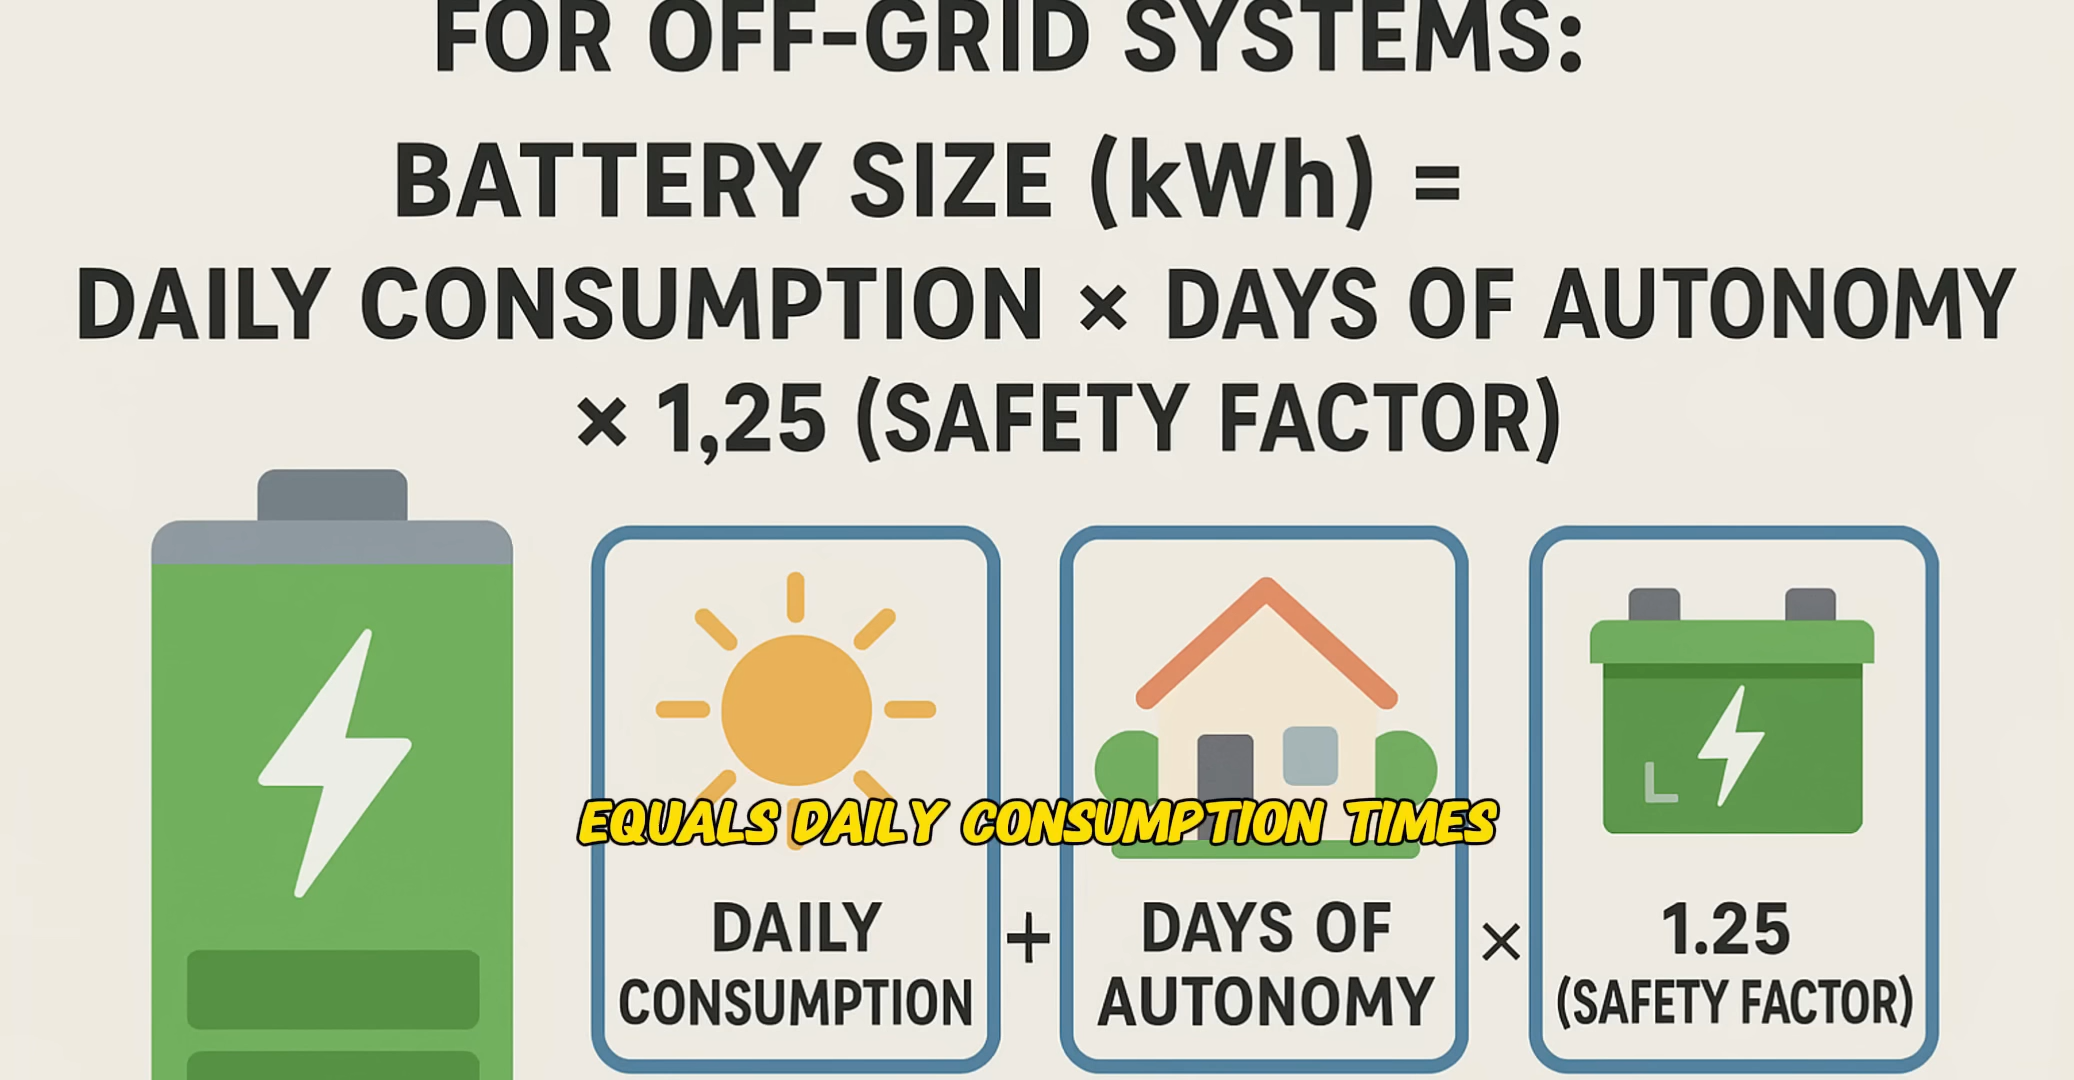 FOR OFF-GRID SYSTEMS:
BATTERY SIZE (kWh) =
DAILY CONSUMPTION × DAYS OF AUTONOMY
× 1,25 (SAFETY FACTOR)
L
EQUALS DAILY CONSUMPTION TIMES
DAILY
CONSUMPTION
+
DAYS OF
AUTONOMY
×
1.25
(SAFETY FACTOR)